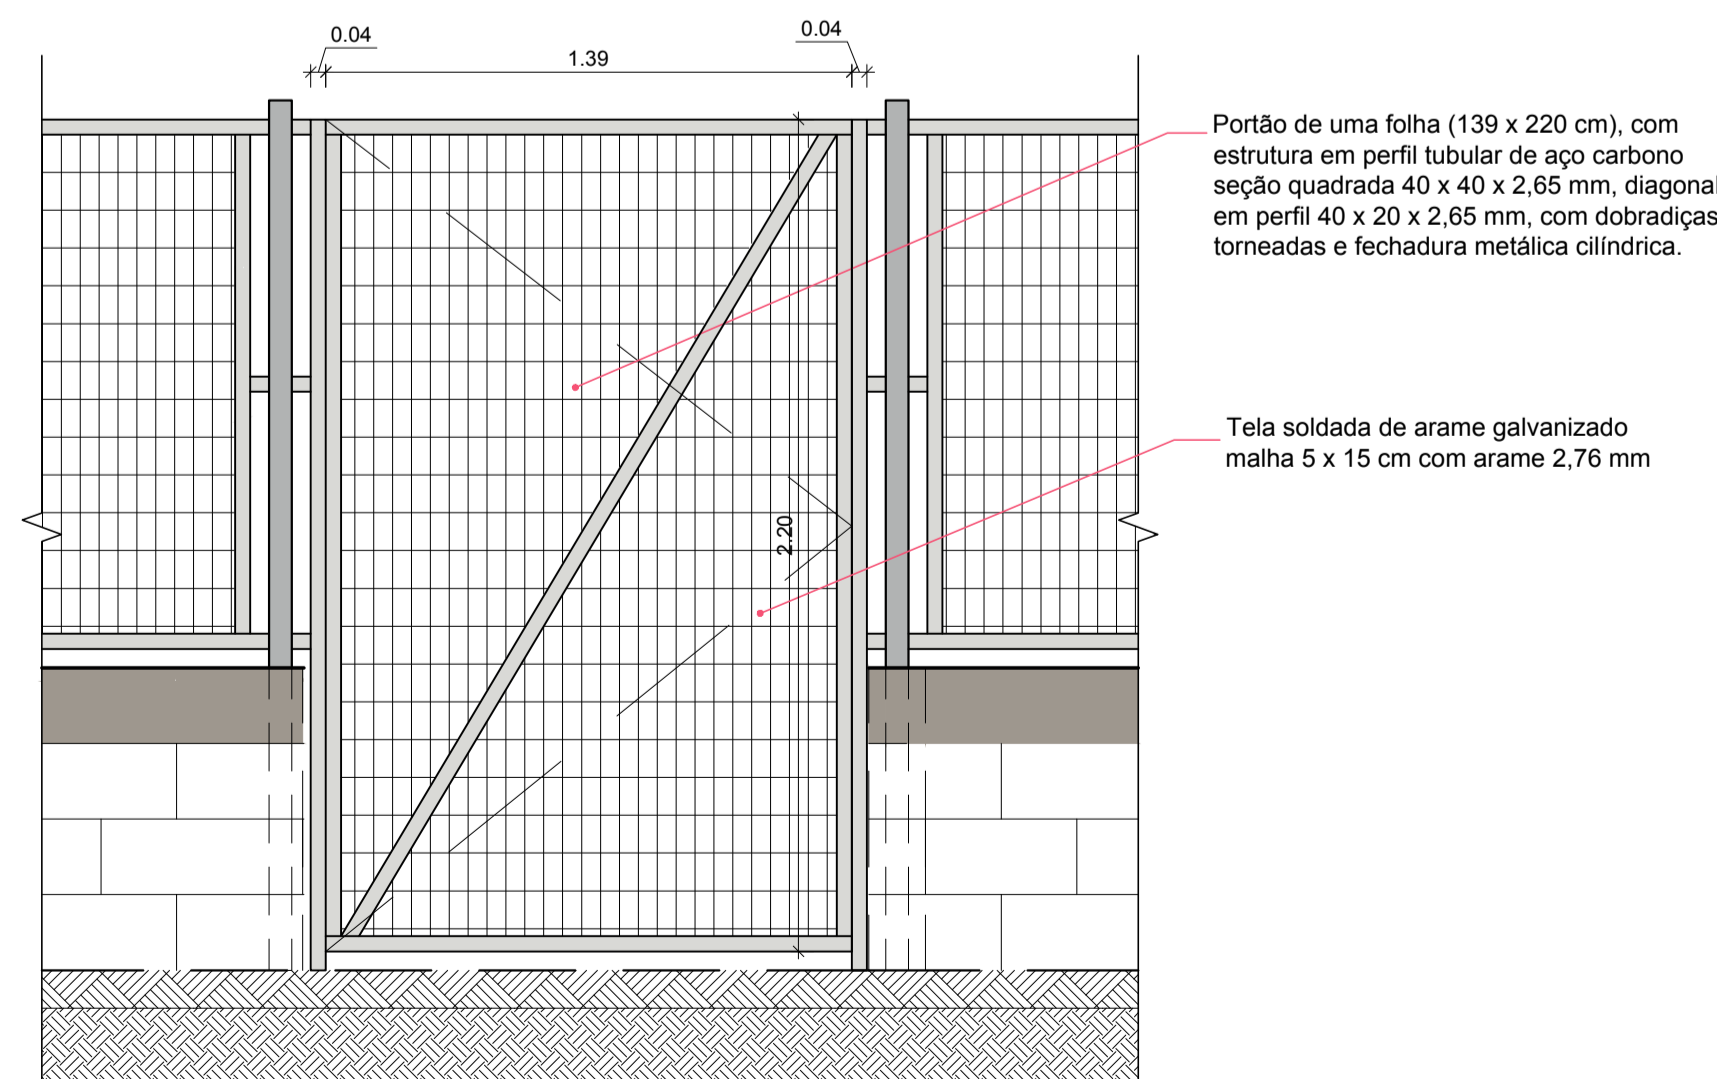 0.04
0.04
1.39
Portão de uma folha (139 x 220 cm), com
estrutura em perfil tubular de aço carbono
seção quadrada 40 x 40 x 2,65 mm, diagonal
em perfil 40 x 20 x 2,65 mm, com dobradiças
torneadas e fechadura metálica cilíndrica.
Tela soldada de arame galvanizado
malha 5 x 15 cm com arame 2,76 mm
2.20